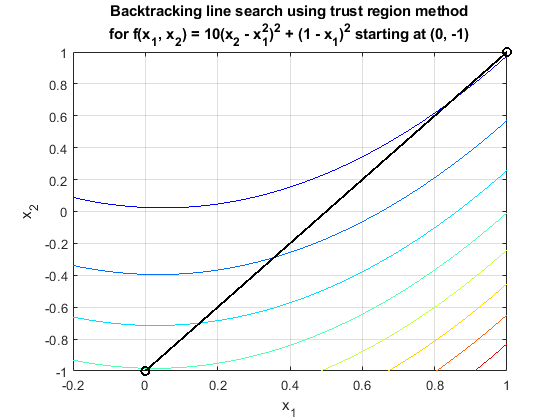 Backtracking line search using trust region method
for f(x₁, x₂) = 10(x₂ - x₁²)² + (1 - x₁)² starting at (0, -1)
1
0.8
0.6
0.4
0.2
0
-0.2
-0.4
-0.6
-0.8
-1
x₂
-0.2 0 0.2 0.4 0.6 0.8 1
x₁